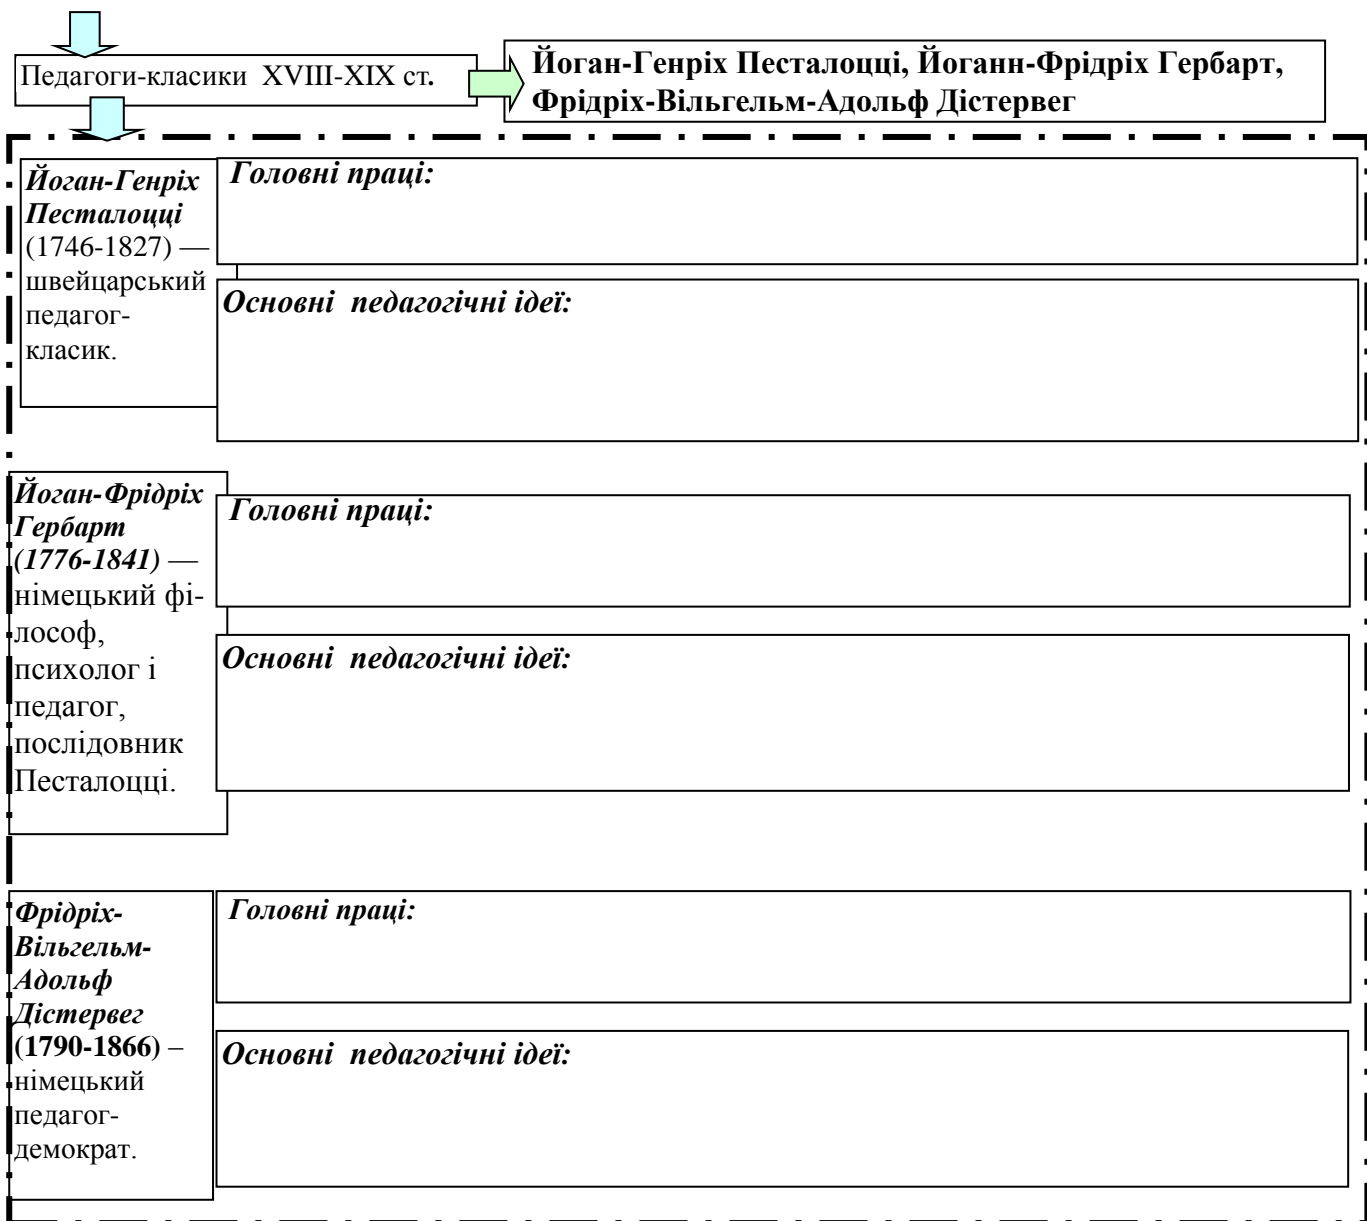 Педагоги-класики XVIII-XIX ст.
Йоган-Генріх Песталоцці, Йоганн-Фрідріх Гербарт,
Фрідріх-Вільгельм-Адольф Дістервег
Йоган-Генріх
Песталоцці
(1746-1827) —
швейцарський
педагог-
класик.
Головні праці:
Основні педагогічні ідеї:
Йоган-Фрідріх
Гербарт
(1776-1841) —
німецький фі-
лософ,
психолог і
педагог,
послідовник
Песталоцці.
Головні праці:
Основні педагогічні ідеї:
Фрідріх-
Вільгельм-
Адольф
Дістервег
(1790-1866) –
німецький
педагог-
демократ.
Головні праці:
Основні педагогічні ідеї: